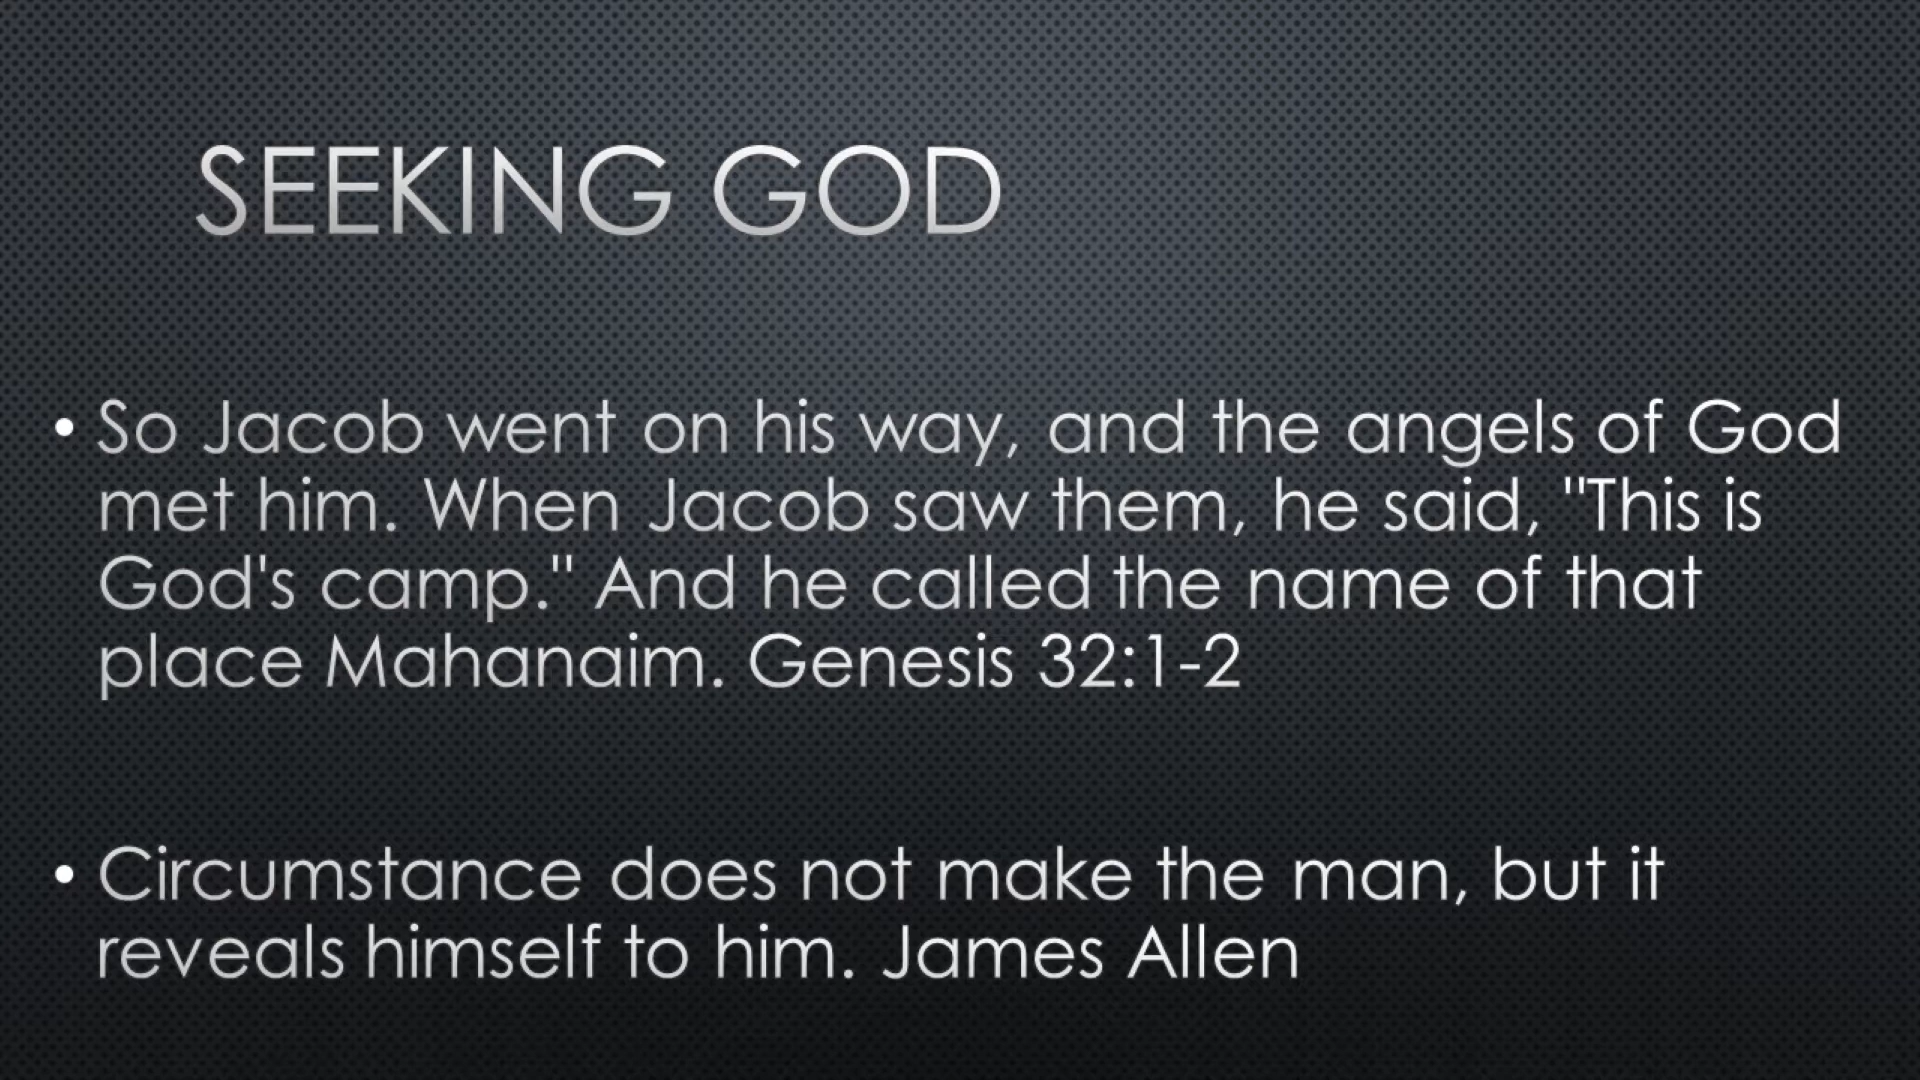 SEEKING GOD
• So Jacob went on his way, and the angels of God
met him. When Jacob saw them, he said, "This is
God's camp." And he called the name of that
place Mahanaim. Genesis 32:1-2
• Circumstance does not make the man, but it
reveals himself to him. James Allen